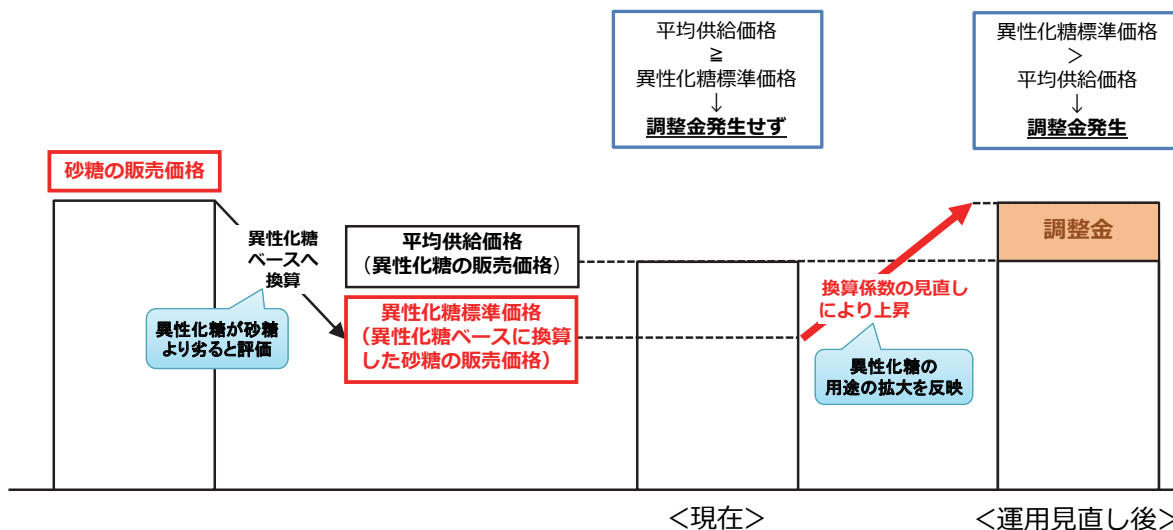 平均供給価格
≧
異性化糖標準価格
↓
調整金発生せず
異性化糖標準価格
＞
平均供給価格
↓
調整金発生
砂糖の販売価格
異性化糖
ベースへ
換算
異性化糖が砂糖
より劣ると評価
平均供給価格
（異性化糖の販売価格）
異性化糖標準価格
（異性化糖ベースに換算
した砂糖の販売価格）
換算係数の見直し
により上昇
異性化糖の
用途の拡大を反映
調整金
＜現在＞
＜運用見直し後＞